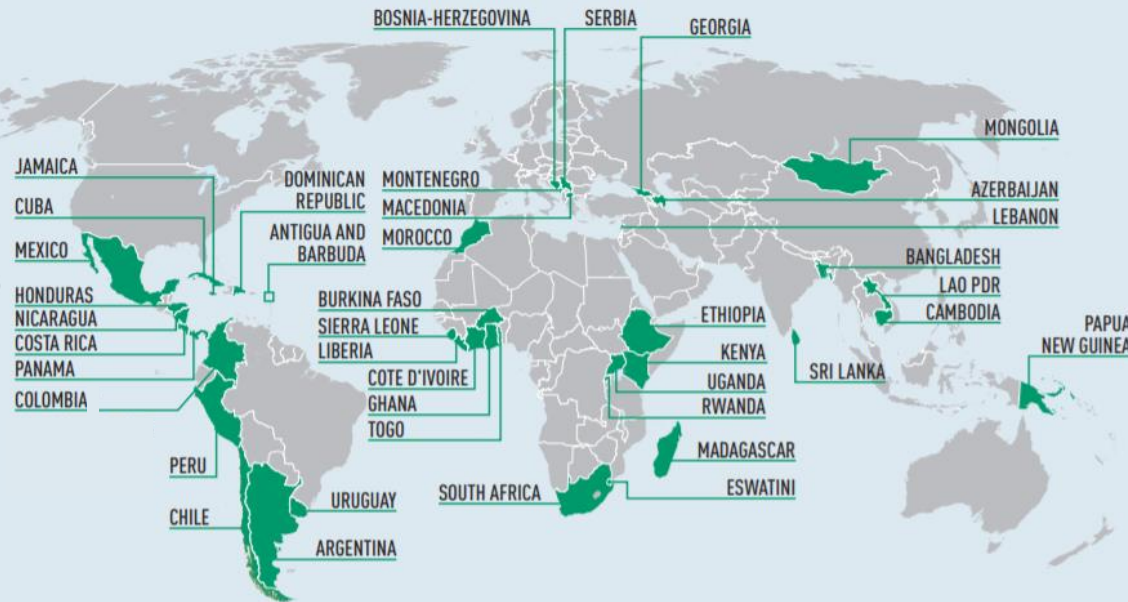 BOSNIA-HERZEGOVINA
SERBIA
GEORGIA
MONGOLIA
JAMAICA
DOMINICAN
REPUBLIC
MONTENEGRO
AZERBAIJAN
CUBA
MACEDONIA
LEBANON
ANTIGUA AND
BARBUDA
MEXICO
MOROCCO
BANGLADESH
HONDURAS
BURKINA FASO
LAO PDR
NICARAGUA
SIERRA LEONE
ETHIOPIA
CAMBODIA
COSTA RICA
LIBERIA
KENYA
PAPUA
NEW GUINEA
PANAMA
COTE D'IVOIRE
UGANDA
SRI LANKA
COLOMBIA
GHANA
RWANDA
TOGO
PERU
MADAGASCAR
URUGUAY
SOUTH AFRICA
ESWATINI
CHILE
ARGENTINA